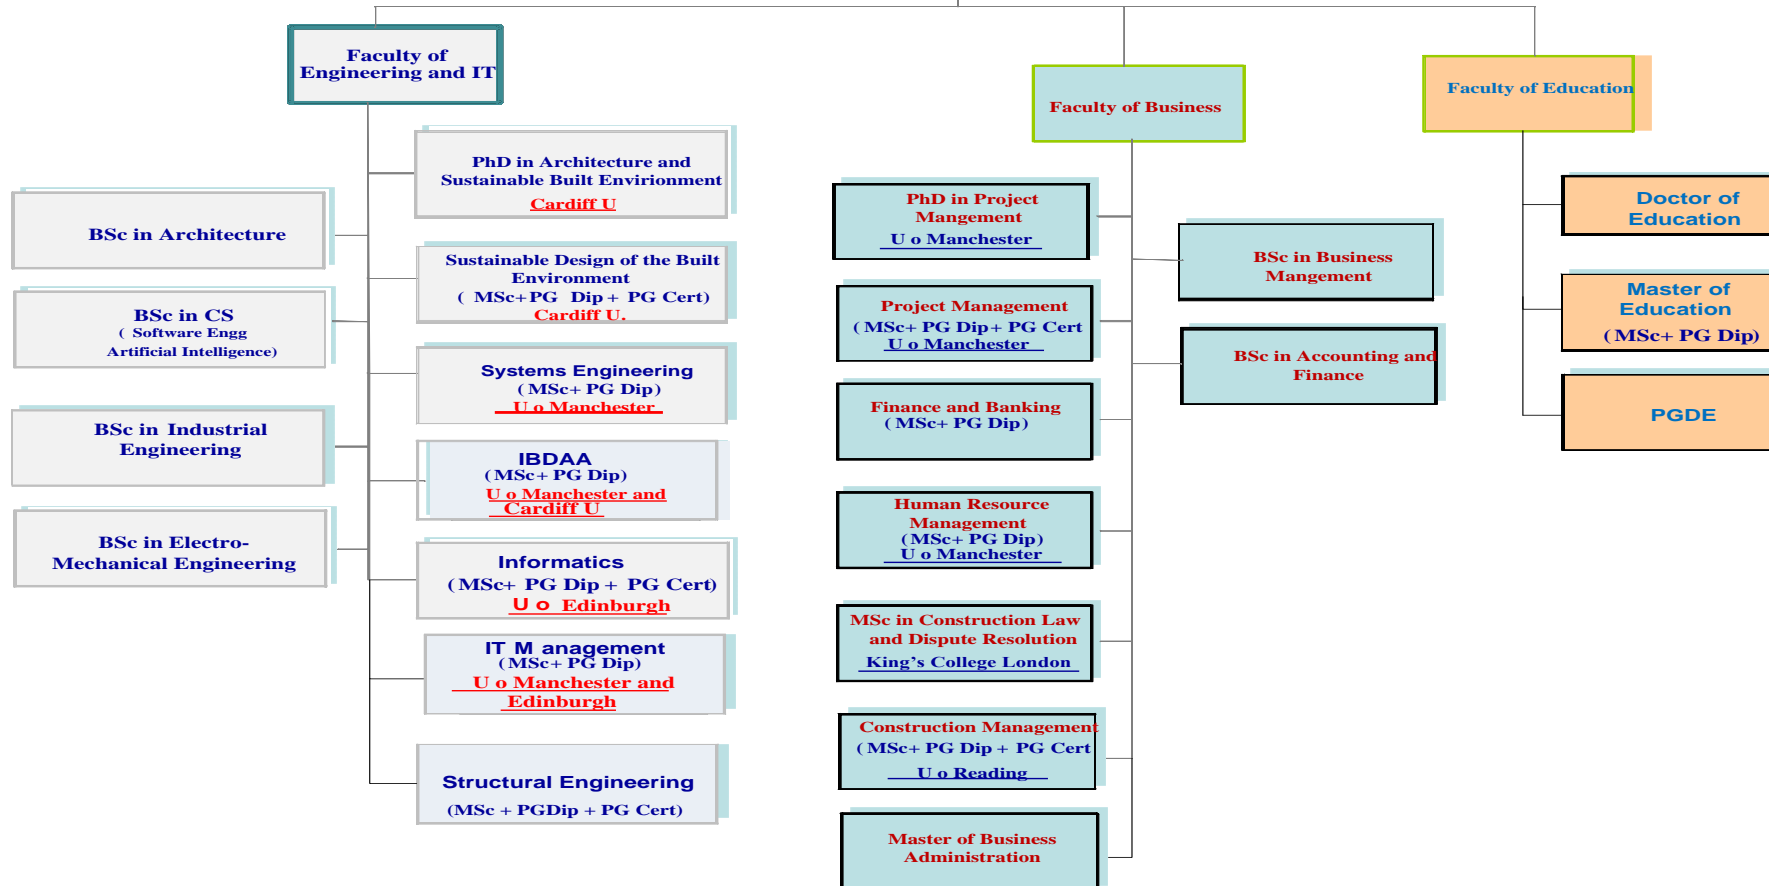 Faculty of
Engineering and IT
BSc in Architecture
BSc in CS
( Software Engg
Artificial Intelligence)
BSc in Industrial
Engineering
BSc in Electro-
Mechanical Engineering
PhD in Architecture and
Sustainable Built Envirionment
Cardiff U
Sustainable Design of the Built
Environment
( MSc+PG Dip+ PG Cert)
Cardiff U.
Systems Engineering
(MSc+ PG Dip)
U o Manchester
IBDAA
(MSc+ PG Dip)
U o Manchester and
Cardiff U
Informatics
(MSc+ PG Dip + PG Cert)
U o Edinburgh
IT M anagement
(MSc+ PG Dip)
U o Manchester and
Edinburgh
Structural Engineering
(MSc + PGDip + PG Cert)
Faculty of Business
PhD in Project
Mangement
U o Manchester
Project Management
(MSc+ PG Dip+ PG Cert
U o Manchester
Finance and Banking
(MSc+ PG Dip)
Human Resource
Management
(MSc+ PG Dip)
U o Manchester
MSc in Construction Law
and Dispute Resolution
King's College London
Construction Management
( MSc+ PG Dip + PG Cert
U o Reading
Master of Business
Administration
BSc in Business
Mangement
BSc in Accounting and
Finance
Faculty of Education
Doctor of
Education
Master of
Education
(MSc+ PG Dip)
PGDE